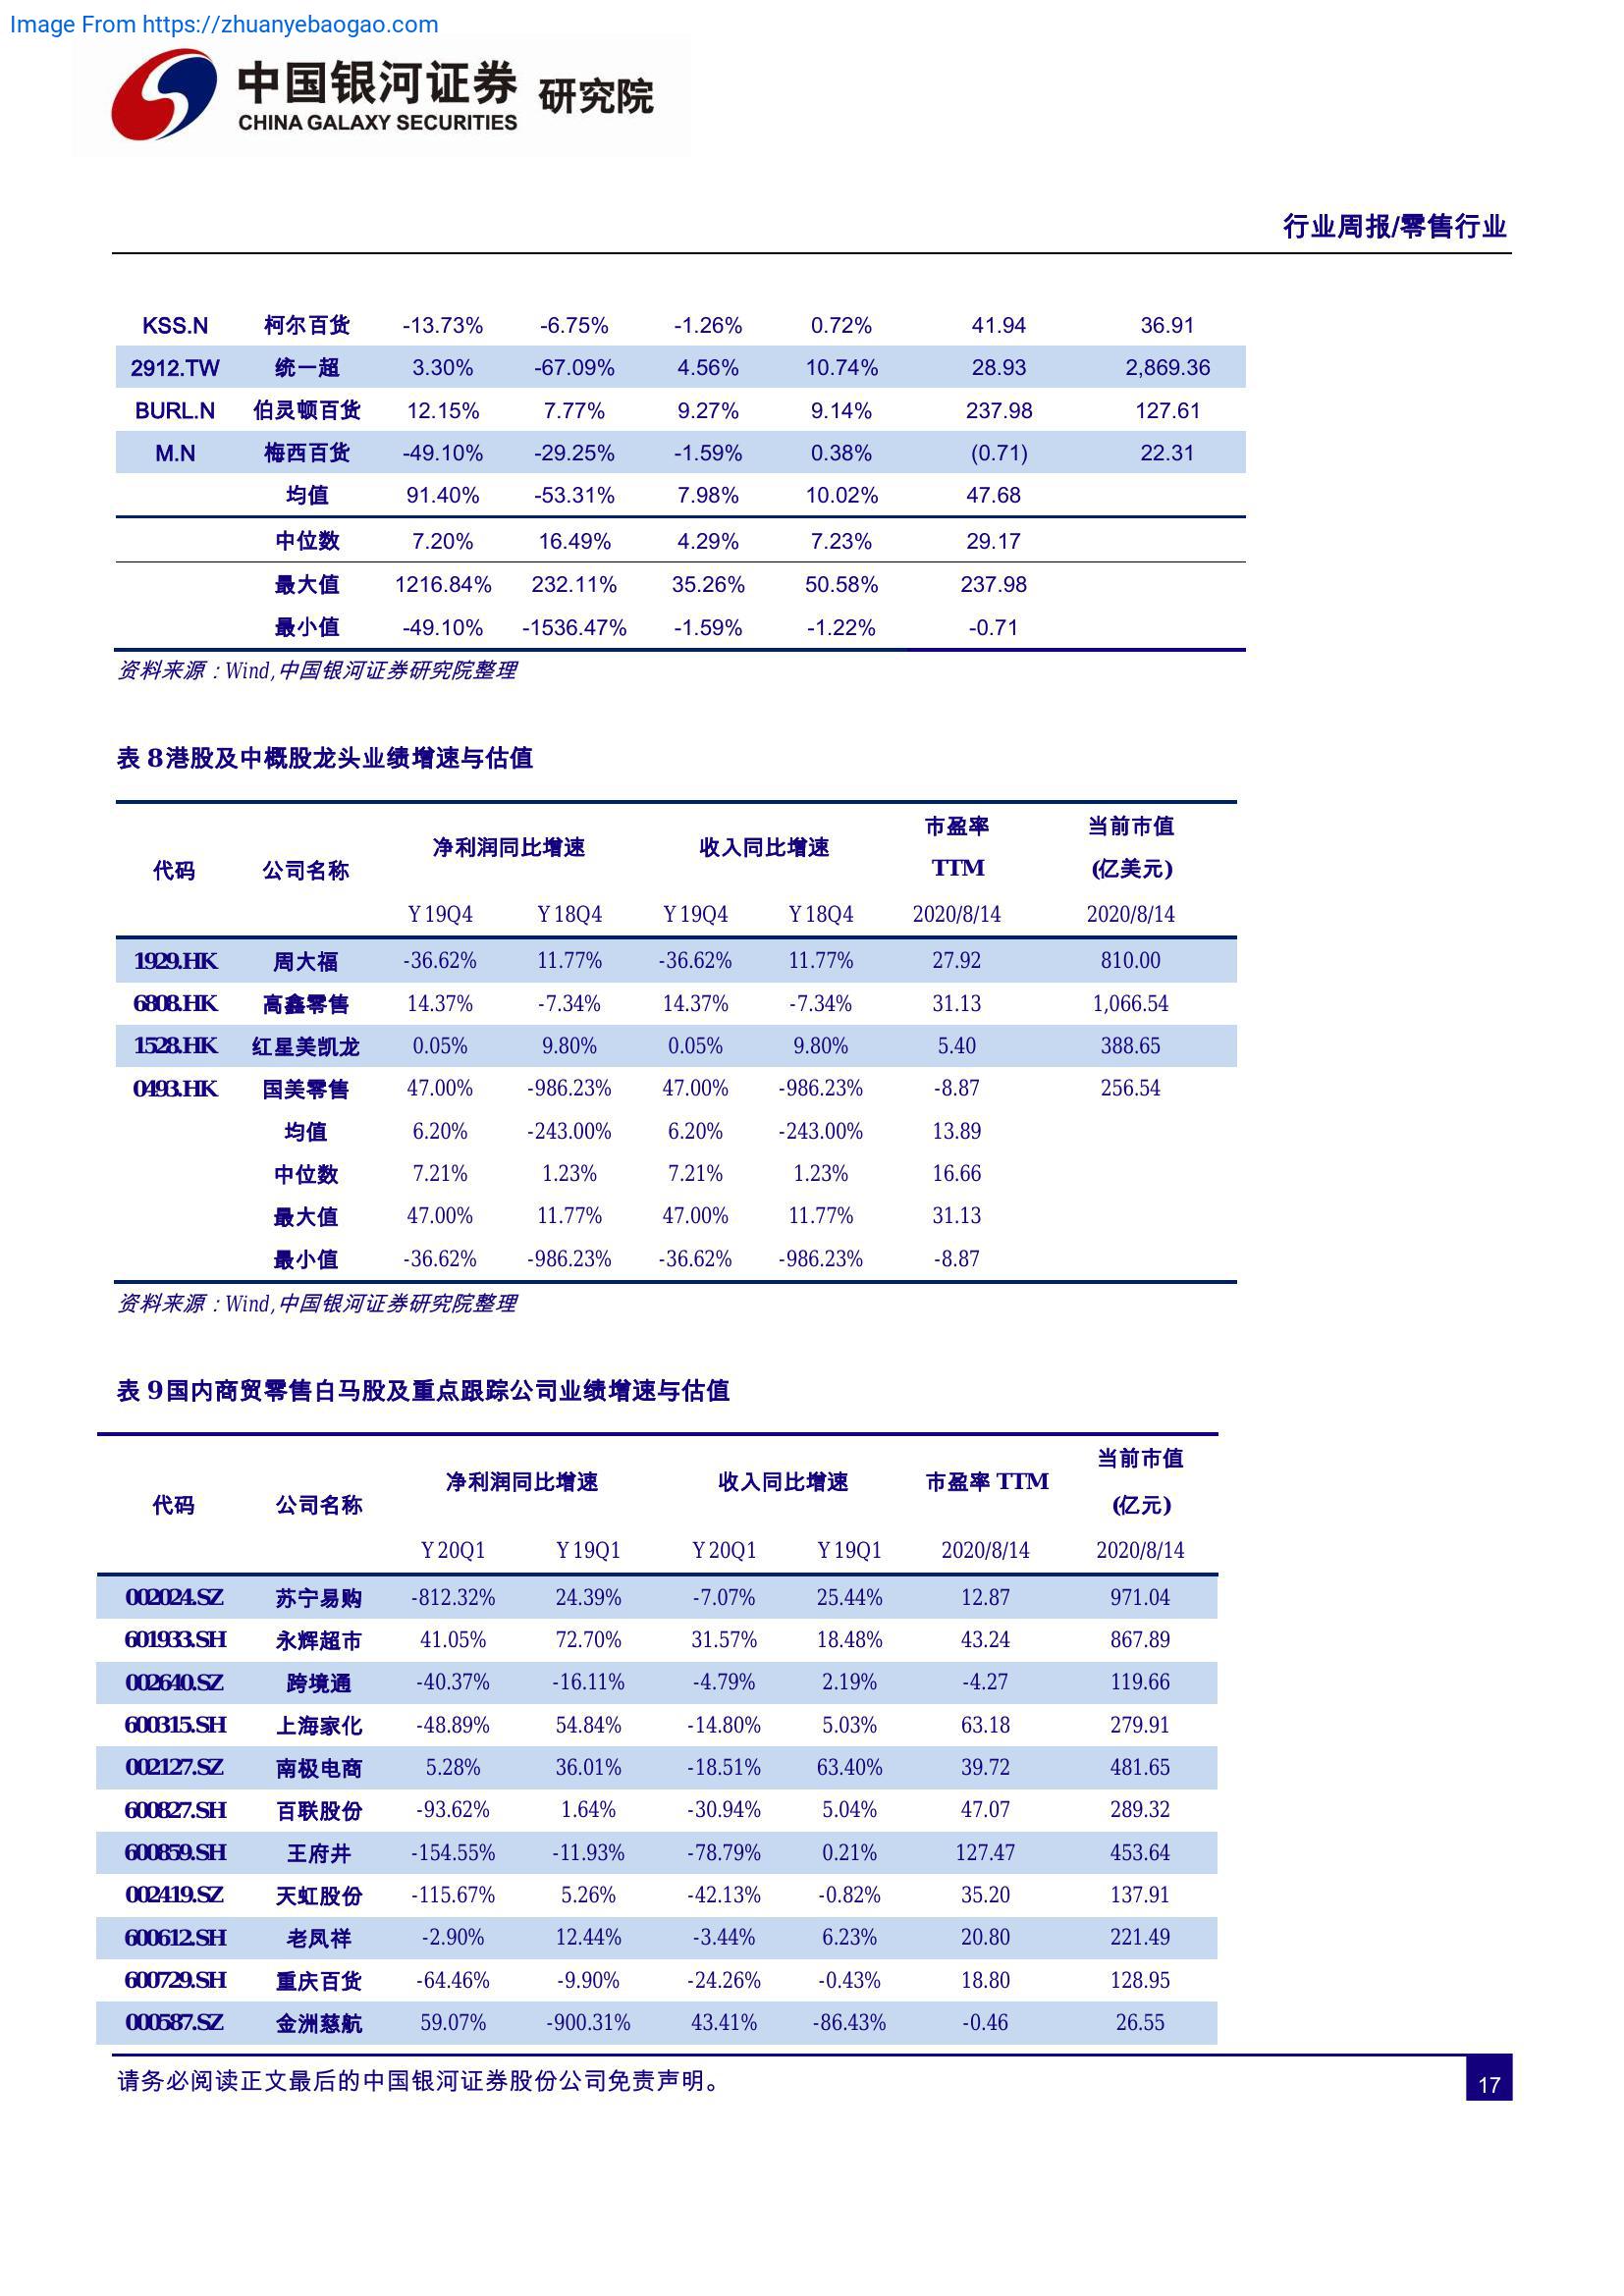 Image From https://zhuanyebaogao.com
中国银河证券 研究院
CHINA GALAXY SECURITIES
行业周报/零售行业
KSS.N 柯尔百货 -13.73% -6.75% -1.26% 0.72% 41.94 36.91
2912.TW 统一超 3.30% -67.09% 4.56% 10.74% 28.93 2,869.36
BURL.N 伯灵顿百货 12.15% 7.77% 9.27% 9.14% 237.98 127.61
M.N 梅西百货 -49.10% -29.25% -1.59% 0.38% (0.71) 22.31
均值 91.40% -53.31% 7.98% 10.02% 47.68
中位数 7.20% 16.49% 4.29% 7.23% 29.17
最大值 1216.84% 232.11% 35.26% 50.58% 237.98
最小值 -49.10% -1536.47% -1.59% -1.22% -0.71
资料来源：Wind,中国银河证券研究院整理
表 8港股及中概股龙头业绩增速与估值
代码 公司名称 净利润同比增速 收入同比增速 市盈率 当前市值
TTM (亿美元)
Y19Q4 Y18Q4 Y19Q4 Y18Q4 2020/8/14 2020/8/14
1929.HK 周大福 -36.62% 11.77% -36.62% 11.77% 27.92 810.00
6808.HK 高鑫零售 14.37% -7.34% 14.37% -7.34% 31.13 1,066.54
1528.HK 红星美凯龙 0.05% 9.80% 0.05% 9.80% 5.40 388.65
0493.HK 国美零售 47.00% -986.23% 47.00% -986.23% -8.87 256.54
均值 6.20% -243.00% 6.20% -243.00% 13.89
中位数 7.21% 1.23% 7.21% 1.23% 16.66
最大值 47.00% 11.77% 47.00% 11.77% 31.13
最小值 -36.62% -986.23% -36.62% -986.23% -8.87
资料来源：Wind,中国银河证券研究院整理
表 9国内商贸零售白马股及重点跟踪公司业绩增速与估值
代码 公司名称 净利润同比增速 收入同比增速 市盈率 TTM 当前市值
(亿元)
Y20Q1 Y19Q1 Y20Q1 Y19Q1 2020/8/14 2020/8/14
002024.SZ 苏宁易购 -812.32% 24.39% -7.07% 25.44% 12.87 971.04
601933.SH 永辉超市 41.05% 72.70% 31.57% 18.48% 43.24 867.89
002640.SZ 跨境通 -40.37% -16.11% -4.79% 2.19% -4.27 119.66
600315.SH 上海家化 -48.89% 54.84% -14.80% 5.03% 63.18 279.91
002127.SZ 南极电商 5.28% 36.01% -18.51% 63.40% 39.72 481.65
600827.SH 百联股份 -93.62% 1.64% -30.94% 5.04% 47.07 289.32
600859.SH 王府井 -154.55% -11.93% -78.79% 0.21% 127.47 453.64
002419.SZ 天虹股份 -115.67% 5.26% -42.13% -0.82% 35.20 137.91
600612.SH 老凤祥 -2.90% 12.44% -3.44% 6.23% 20.80 221.49
600729.SH 重庆百货 -64.46% -9.90% -24.26% -0.43% 18.80 128.95
000587.SZ 金洲慈航 59.07% -900.31% 43.41% -86.43% -0.46 26.55
请务必阅读正文最后的中国银河证券股份公司免责声明。
17